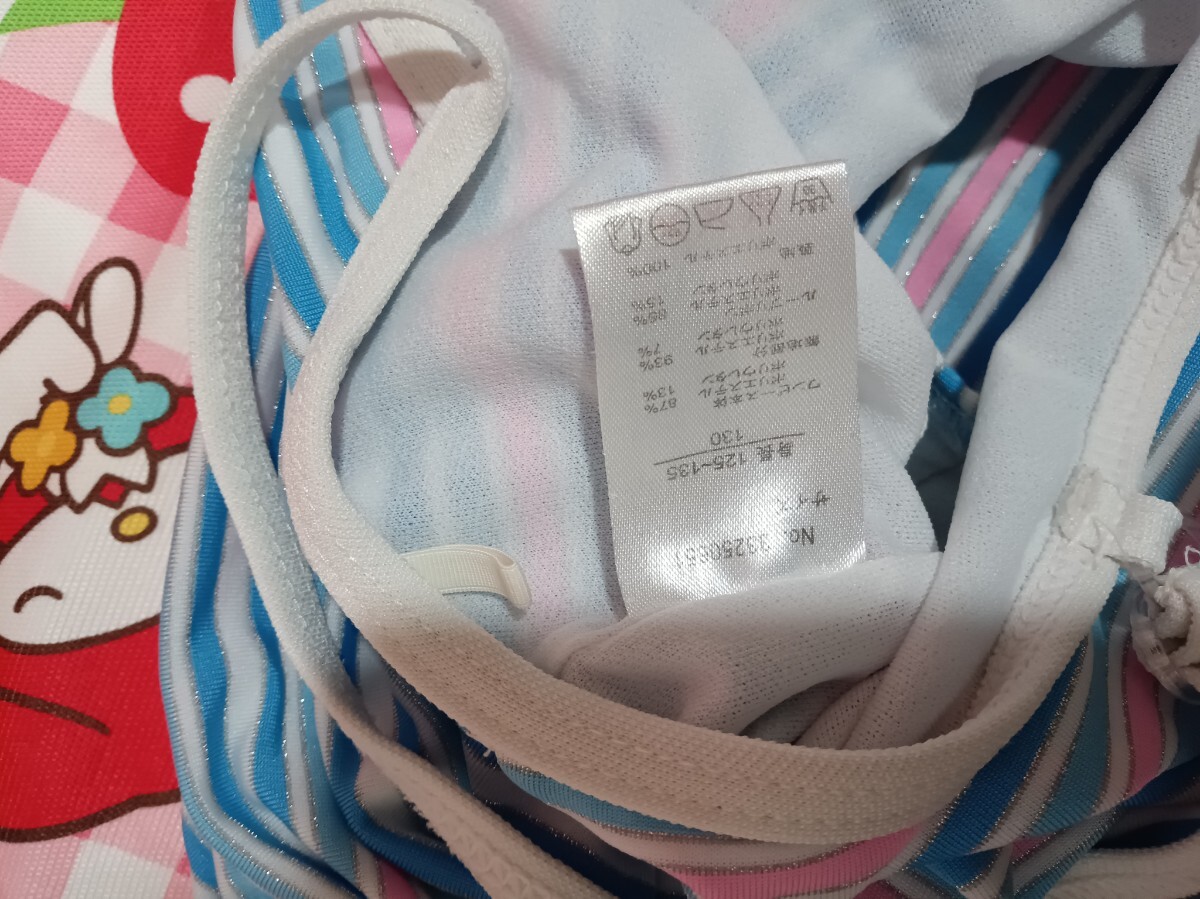 No.
サイズ
身長 125~135
130
ワンピース本体
ポリエステル 87%
ポリウレタン 13%
無地部分
ポリエステル 93%
ポリウレタン 7%
ポリエステル 85%
ポリウレタン 15%
裏地 ポリエステル 100%